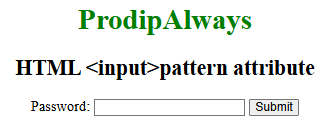 ProdipAlways
HTML <input>pattern attribute
Password: Submit